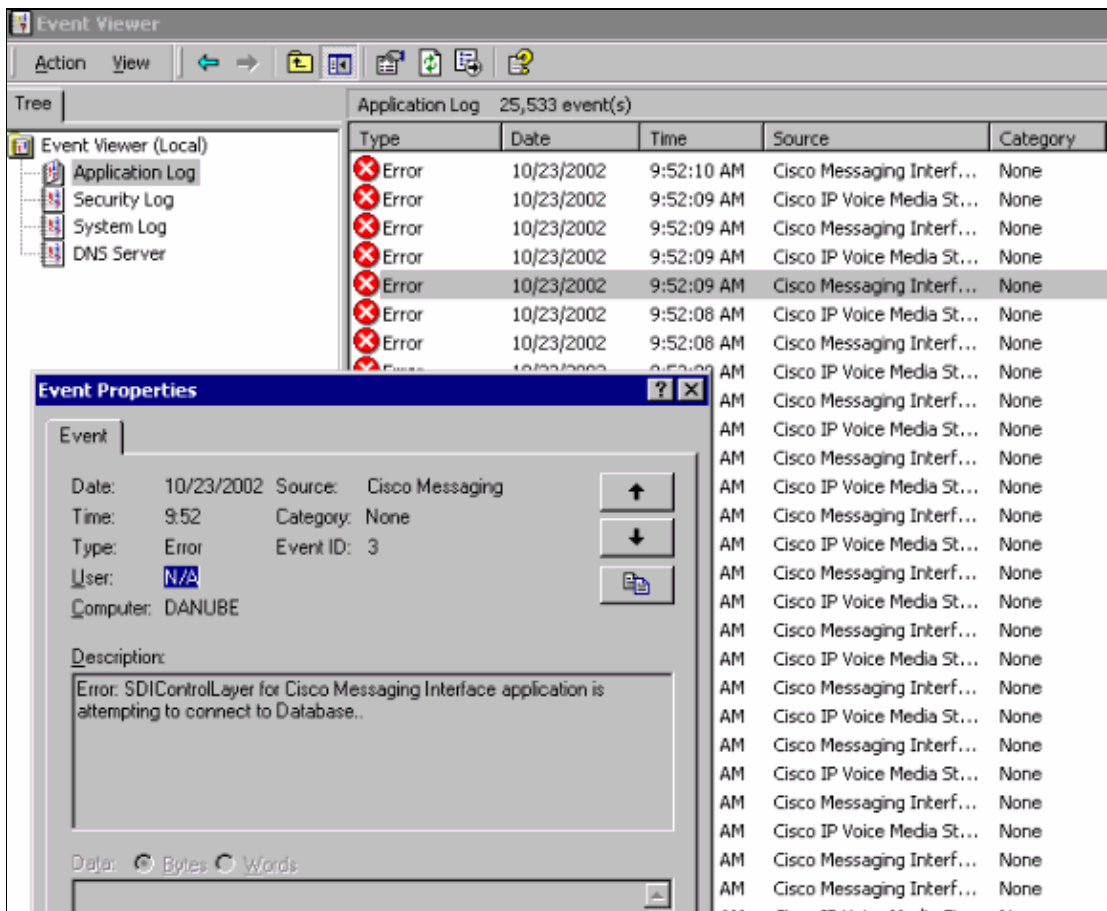 Event Viewer
Action View
Tree
Application Log 25,533 event(s)
Event Viewer (Local)
Application Log
Security Log
System Log
DNS Server
Type Date Time Source Category
Error 10/23/2002 9:52:10 AM Cisco Messaging Interf... None
Error 10/23/2002 9:52:09 AM Cisco IP Voice Media St... None
Error 10/23/2002 9:52:09 AM Cisco Messaging Interf... None
Error 10/23/2002 9:52:09 AM Cisco IP Voice Media St... None
Error 10/23/2002 9:52:09 AM Cisco Messaging Interf... None
Error 10/23/2002 9:52:08 AM Cisco IP Voice Media St... None
Error 10/23/2002 9:52:08 AM Cisco Messaging Interf... None
AM Cisco IP Voice Media St... None
AM Cisco Messaging Interf... None
AM Cisco IP Voice Media St... None
AM Cisco Messaging Interf... None
AM Cisco IP Voice Media St... None
AM Cisco Messaging Interf... None
AM Cisco IP Voice Media St... None
AM Cisco Messaging Interf... None
AM Cisco IP Voice Media St... None
AM Cisco Messaging Interf... None
AM Cisco IP Voice Media St... None
AM Cisco Messaging Interf... None
AM Cisco IP Voice Media St... None
AM Cisco Messaging Interf... None
AM Cisco IP Voice Media St... None
AM Cisco Messaging Interf... None
AM Cisco IP Voice Media St... None
AM Cisco Messaging Interf... None
AM Cisco Messaging Interf... None
Event Properties
Event
Date: 10/23/2002 Source: Cisco Messaging
Time: 9:52 Category: None
Type: Error Event ID: 3
User: N/A
Computer: DANUBE
Description:
Error: SDIControlLayer for Cisco Messaging Interface application is
attempting to connect to Database..
Data: Bytes Words